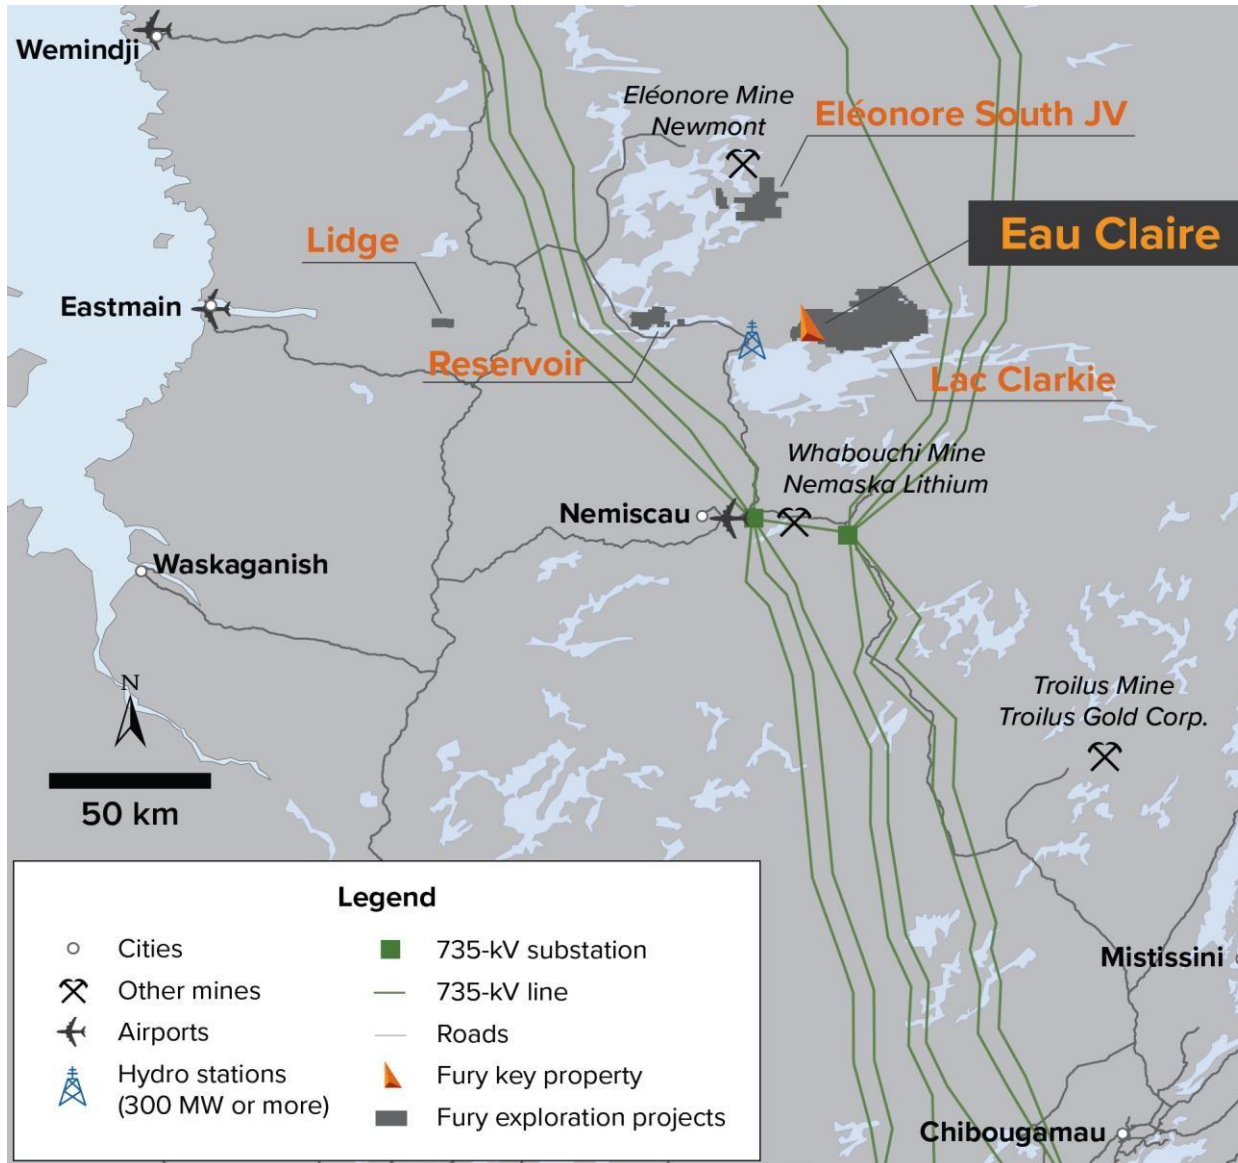 Wemindji
Eléonore Mine
Newmont
Eléonore South JV
Eau Claire
Lidge
Eastmain
Reservoir
Lac Clarkie
Whabouchi Mine
Nemaska Lithium
Nemiscau
Waskaganish
N
50 km
Troilus Mine
Troilus Gold Corp.
Mistissini
Chibougamau
Legend
Cities
Other mines
Airports
Hydro stations
(300 MW or more)
735-kV substation
735-kV line
Roads
Fury key property
Fury exploration projects